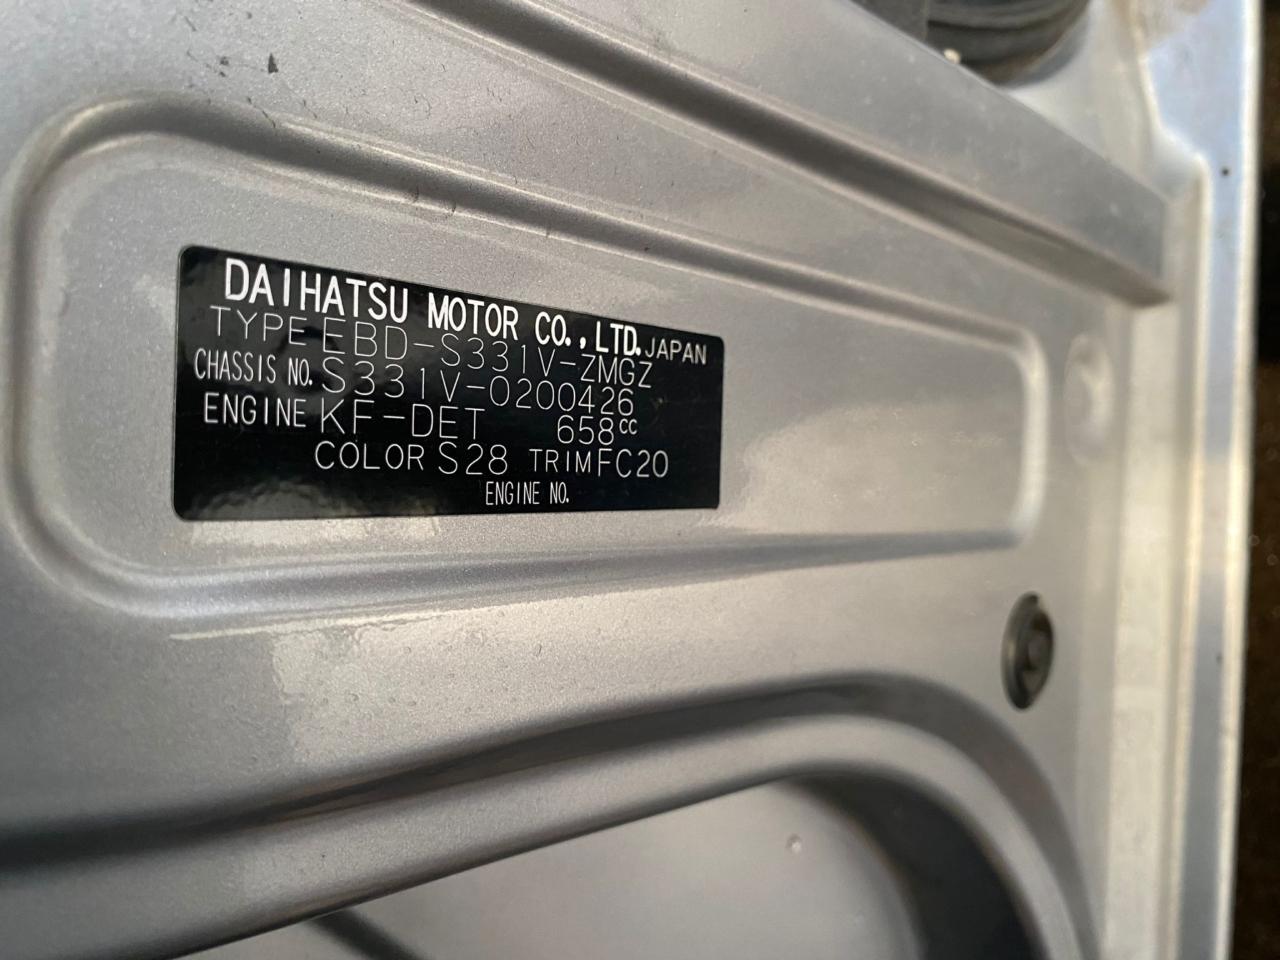 DAIHATSU MOTOR CO.,LTD. JAPAN
TYPE EBD-S331V-ZMGZ
CHASSIS NO. S331V-0200426
ENGINE KF-DET 658cc
COLOR S28 TRIM FC20
ENGINE NO.